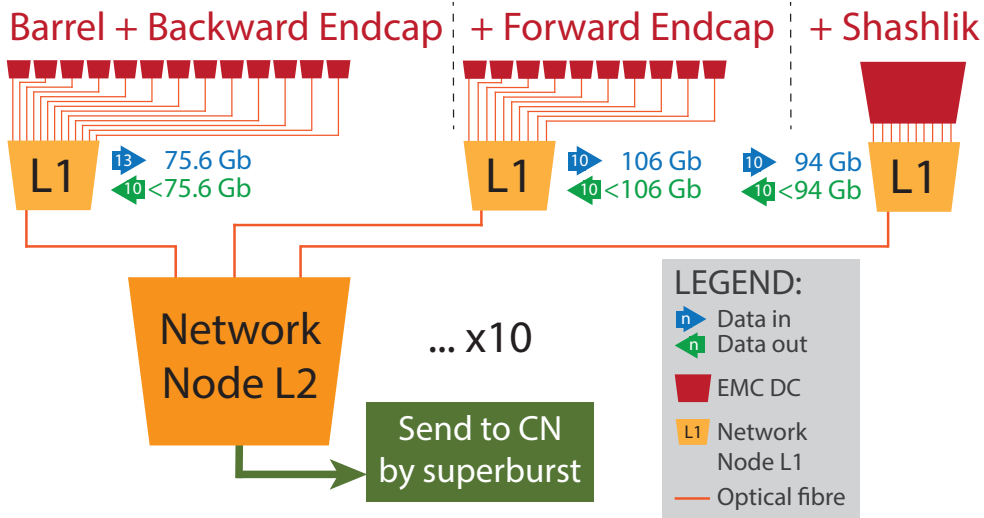 Barrel + Backward Endcap + Forward Endcap + Shashlik
L1 13 75.6 Gb
10 <75.6 Gb
L1 10 106 Gb
10 <106 Gb
10 94 Gb
10 <94 Gb
L1
Network
Node L2
... x10
Send to CN
by superburst
LEGEND:
n Data in
n Data out
EMC DC
L1 Network
Node L1
Optical fibre